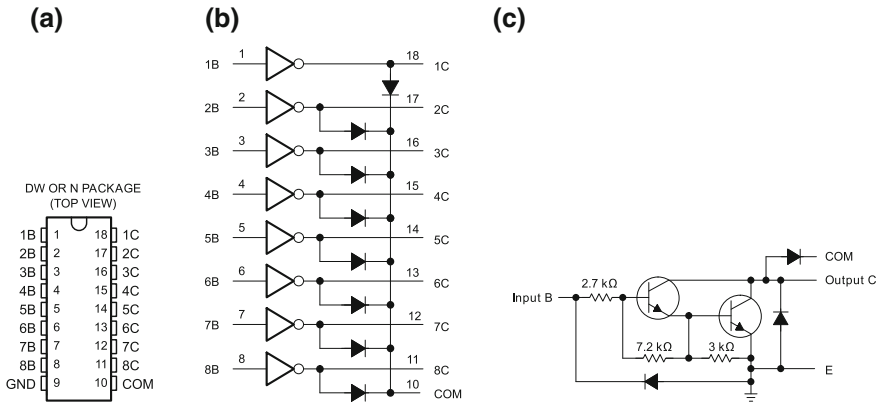 (a)
DW OR N PACKAGE
(TOP VIEW)
1B 1 18 1C
2B 2 17 2C
3B 3 16 3C
4B 4 15 4C
5B 5 14 5C
6B 6 13 6C
7B 7 12 7C
8B 8 11 8C
GND 9 10 COM
(b)
1B 1 18 1C
2B 2 17 2C
3B 3 16 3C
4B 4 15 4C
5B 5 14 5C
6B 6 13 6C
7B 7 12 7C
8B 8 11 8C
10 COM
(c)
COM
Output C
2.7 kΩ
Input B
7.2 kΩ 3 kΩ
E